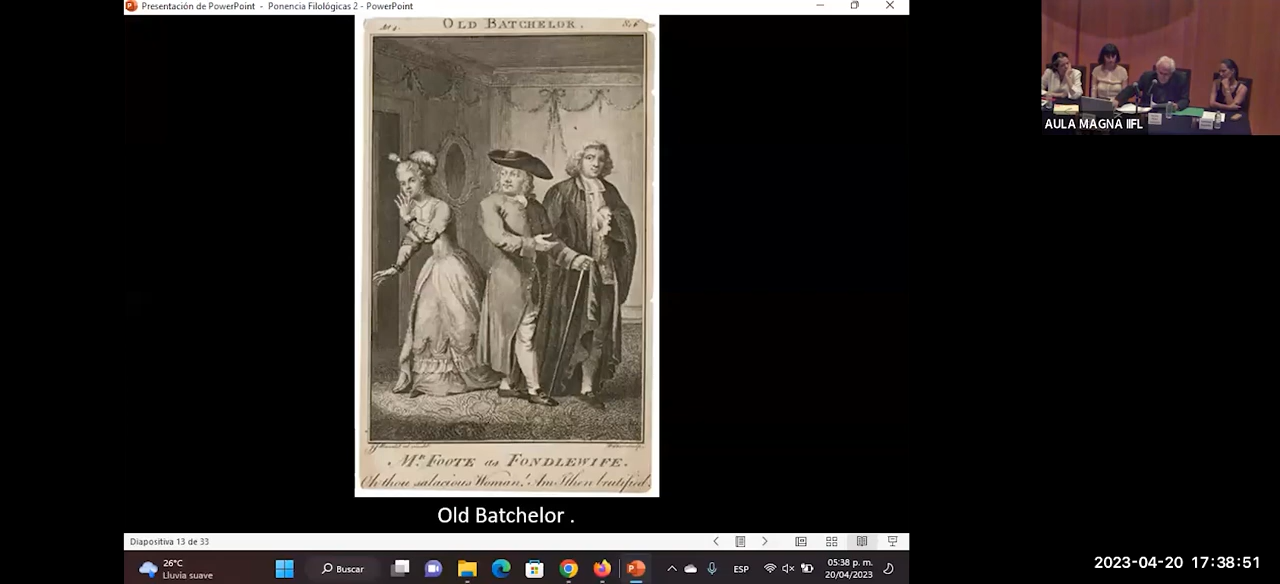 Presentación de PowerPoint - Ponencia Filológicas 2 - PowerPoint
OLD BATCHELOR.
AULA MAGNA IIFL
Mr. FOOTE as FONDLEWIFE.
Oh thou salacious Woman! Am I then brutified.
Old Batchelor .
Diapositiva 13 de 33
26°C
Lluvia suave
Buscar
ESP
05:38 p. m.
20/04/2023
2023-04-20 17:38:51